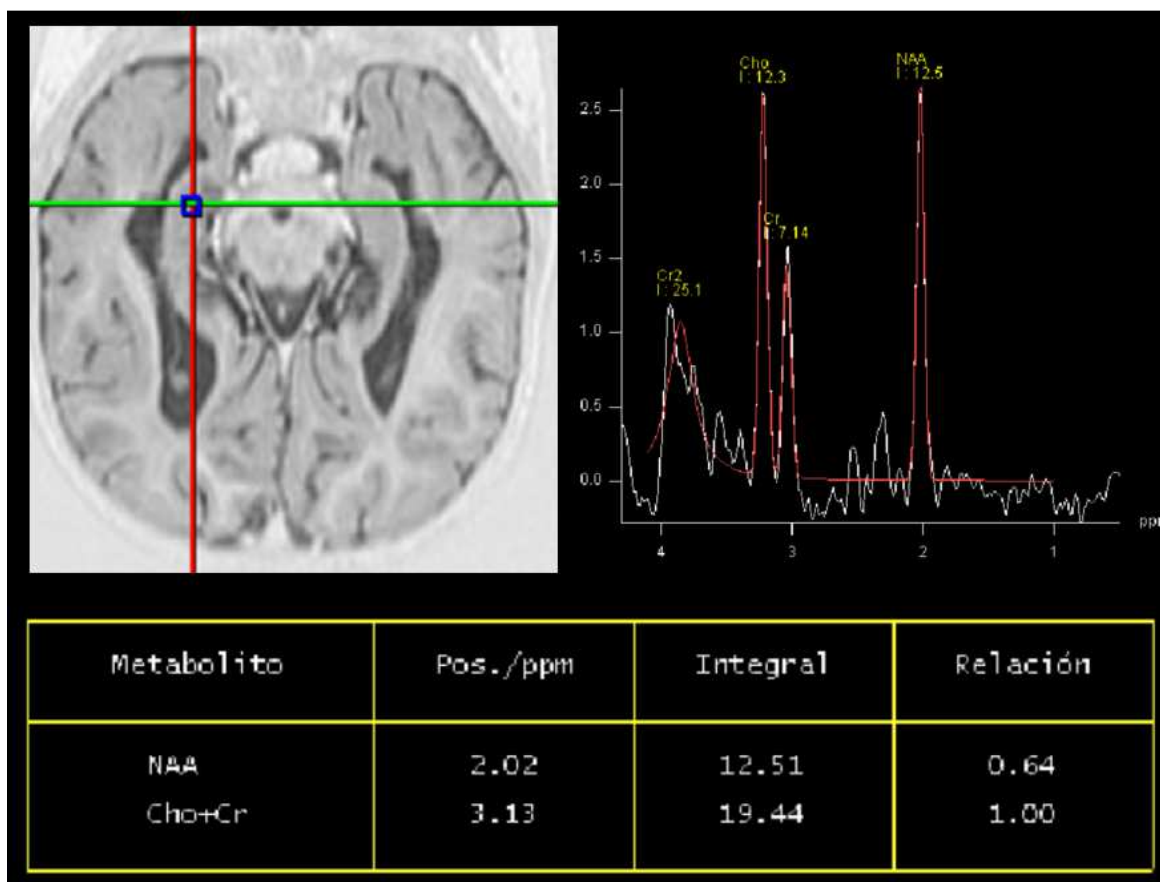 Cho
I : 12.3
NAA
I : 12.5
Cr
I : 7.14
Cr2
I : 25.1
2.5
2.0
1.5
1.0
0.5
0.0
4 3 2 1
Metabolito Pos./ppm Integral Relación
NAA 2.02 12.51 0.64
Cho+Cr 3.13 19.44 1.00